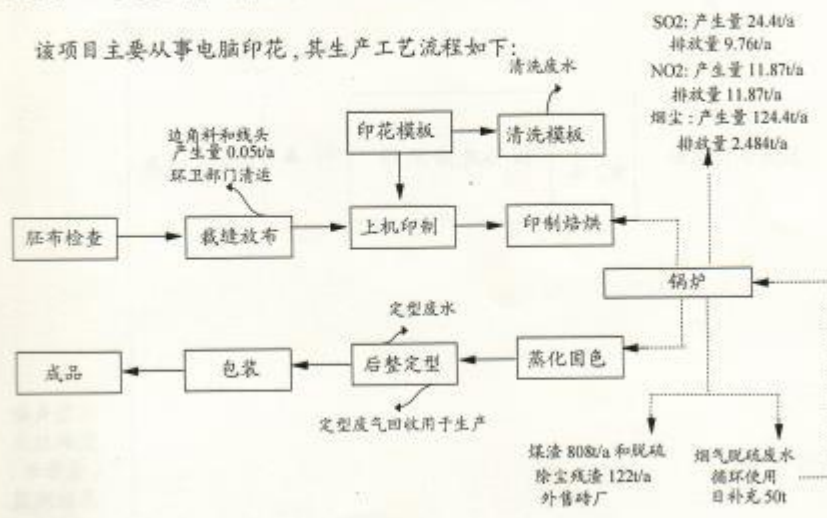 该项目主要从事电脑印花,其生产工艺流程如下:
SO2: 产生量 24.4t/a
排放量 9.76t/a
NO2: 产生量 11.87t/a
排放量 11.87t/a
烟尘: 产生量 124.4t/a
排放量 2.484t/a
清洗废水
印花模板
清洗模板
边角料和线头
产生量 0.05t/a
环卫部门清运
胚布检查
裁缝放布
上机印制
印制焙烘
锅炉
定型废水
成品
包装
后整定型
蒸化固色
定型废气回收用于生产
煤渣 808t/a 和脱硫
除尘残渣 122t/a
外售砖厂
烟气脱硫废水
循环使用
日补充 50t